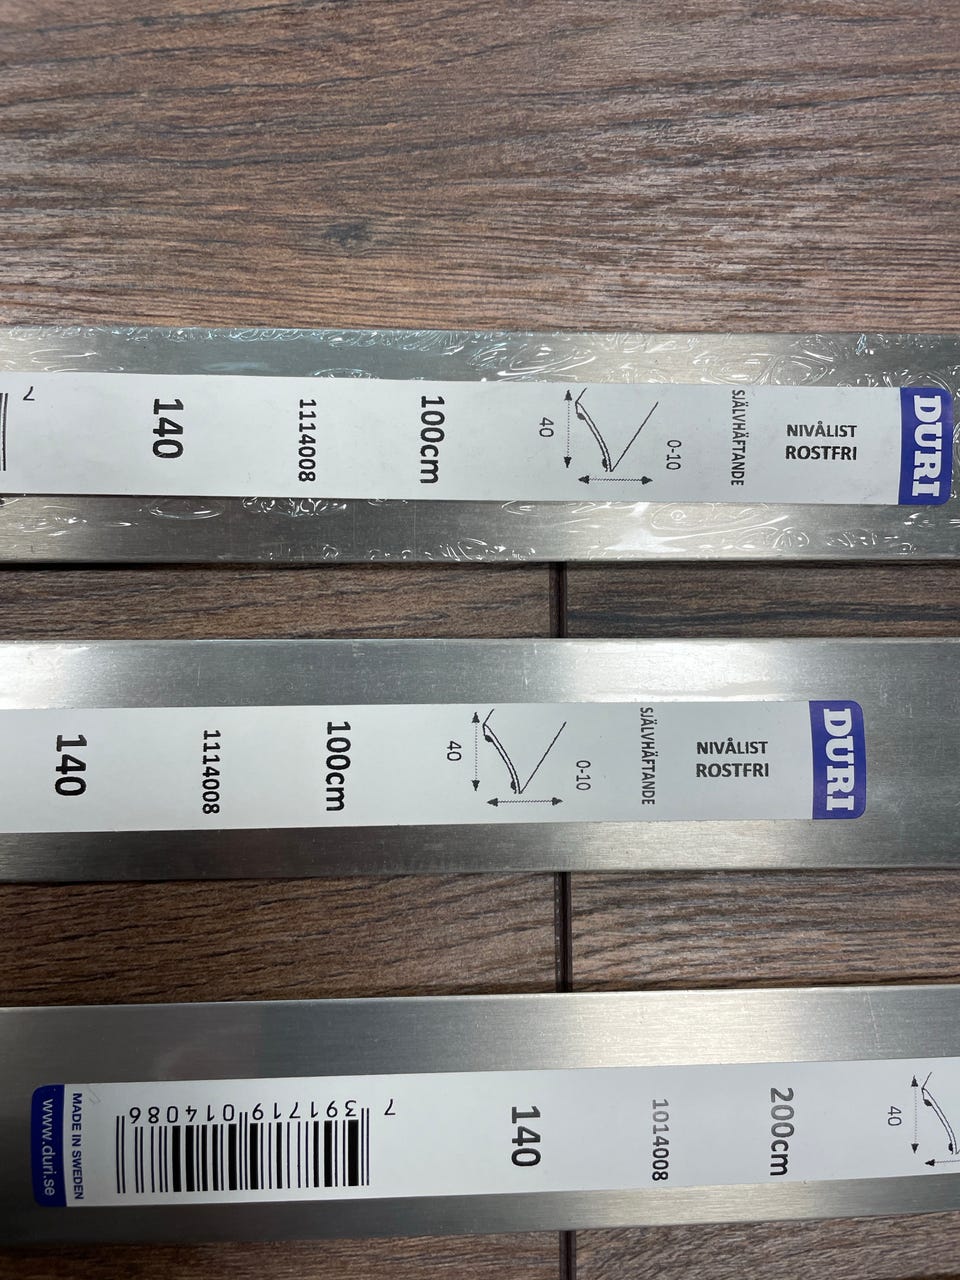 DURI
NIVÅLIST
ROSTFRI
SJÄLVHÄFTANDE
0-10
40
100cm
1114008
140
7
DURI
NIVÅLIST
ROSTFRI
SJÄLVHÄFTANDE
0-10
40
100cm
1114008
140
40
200cm
1014008
140
7 391719 014086
MADE IN SWEDEN
www.duri.se